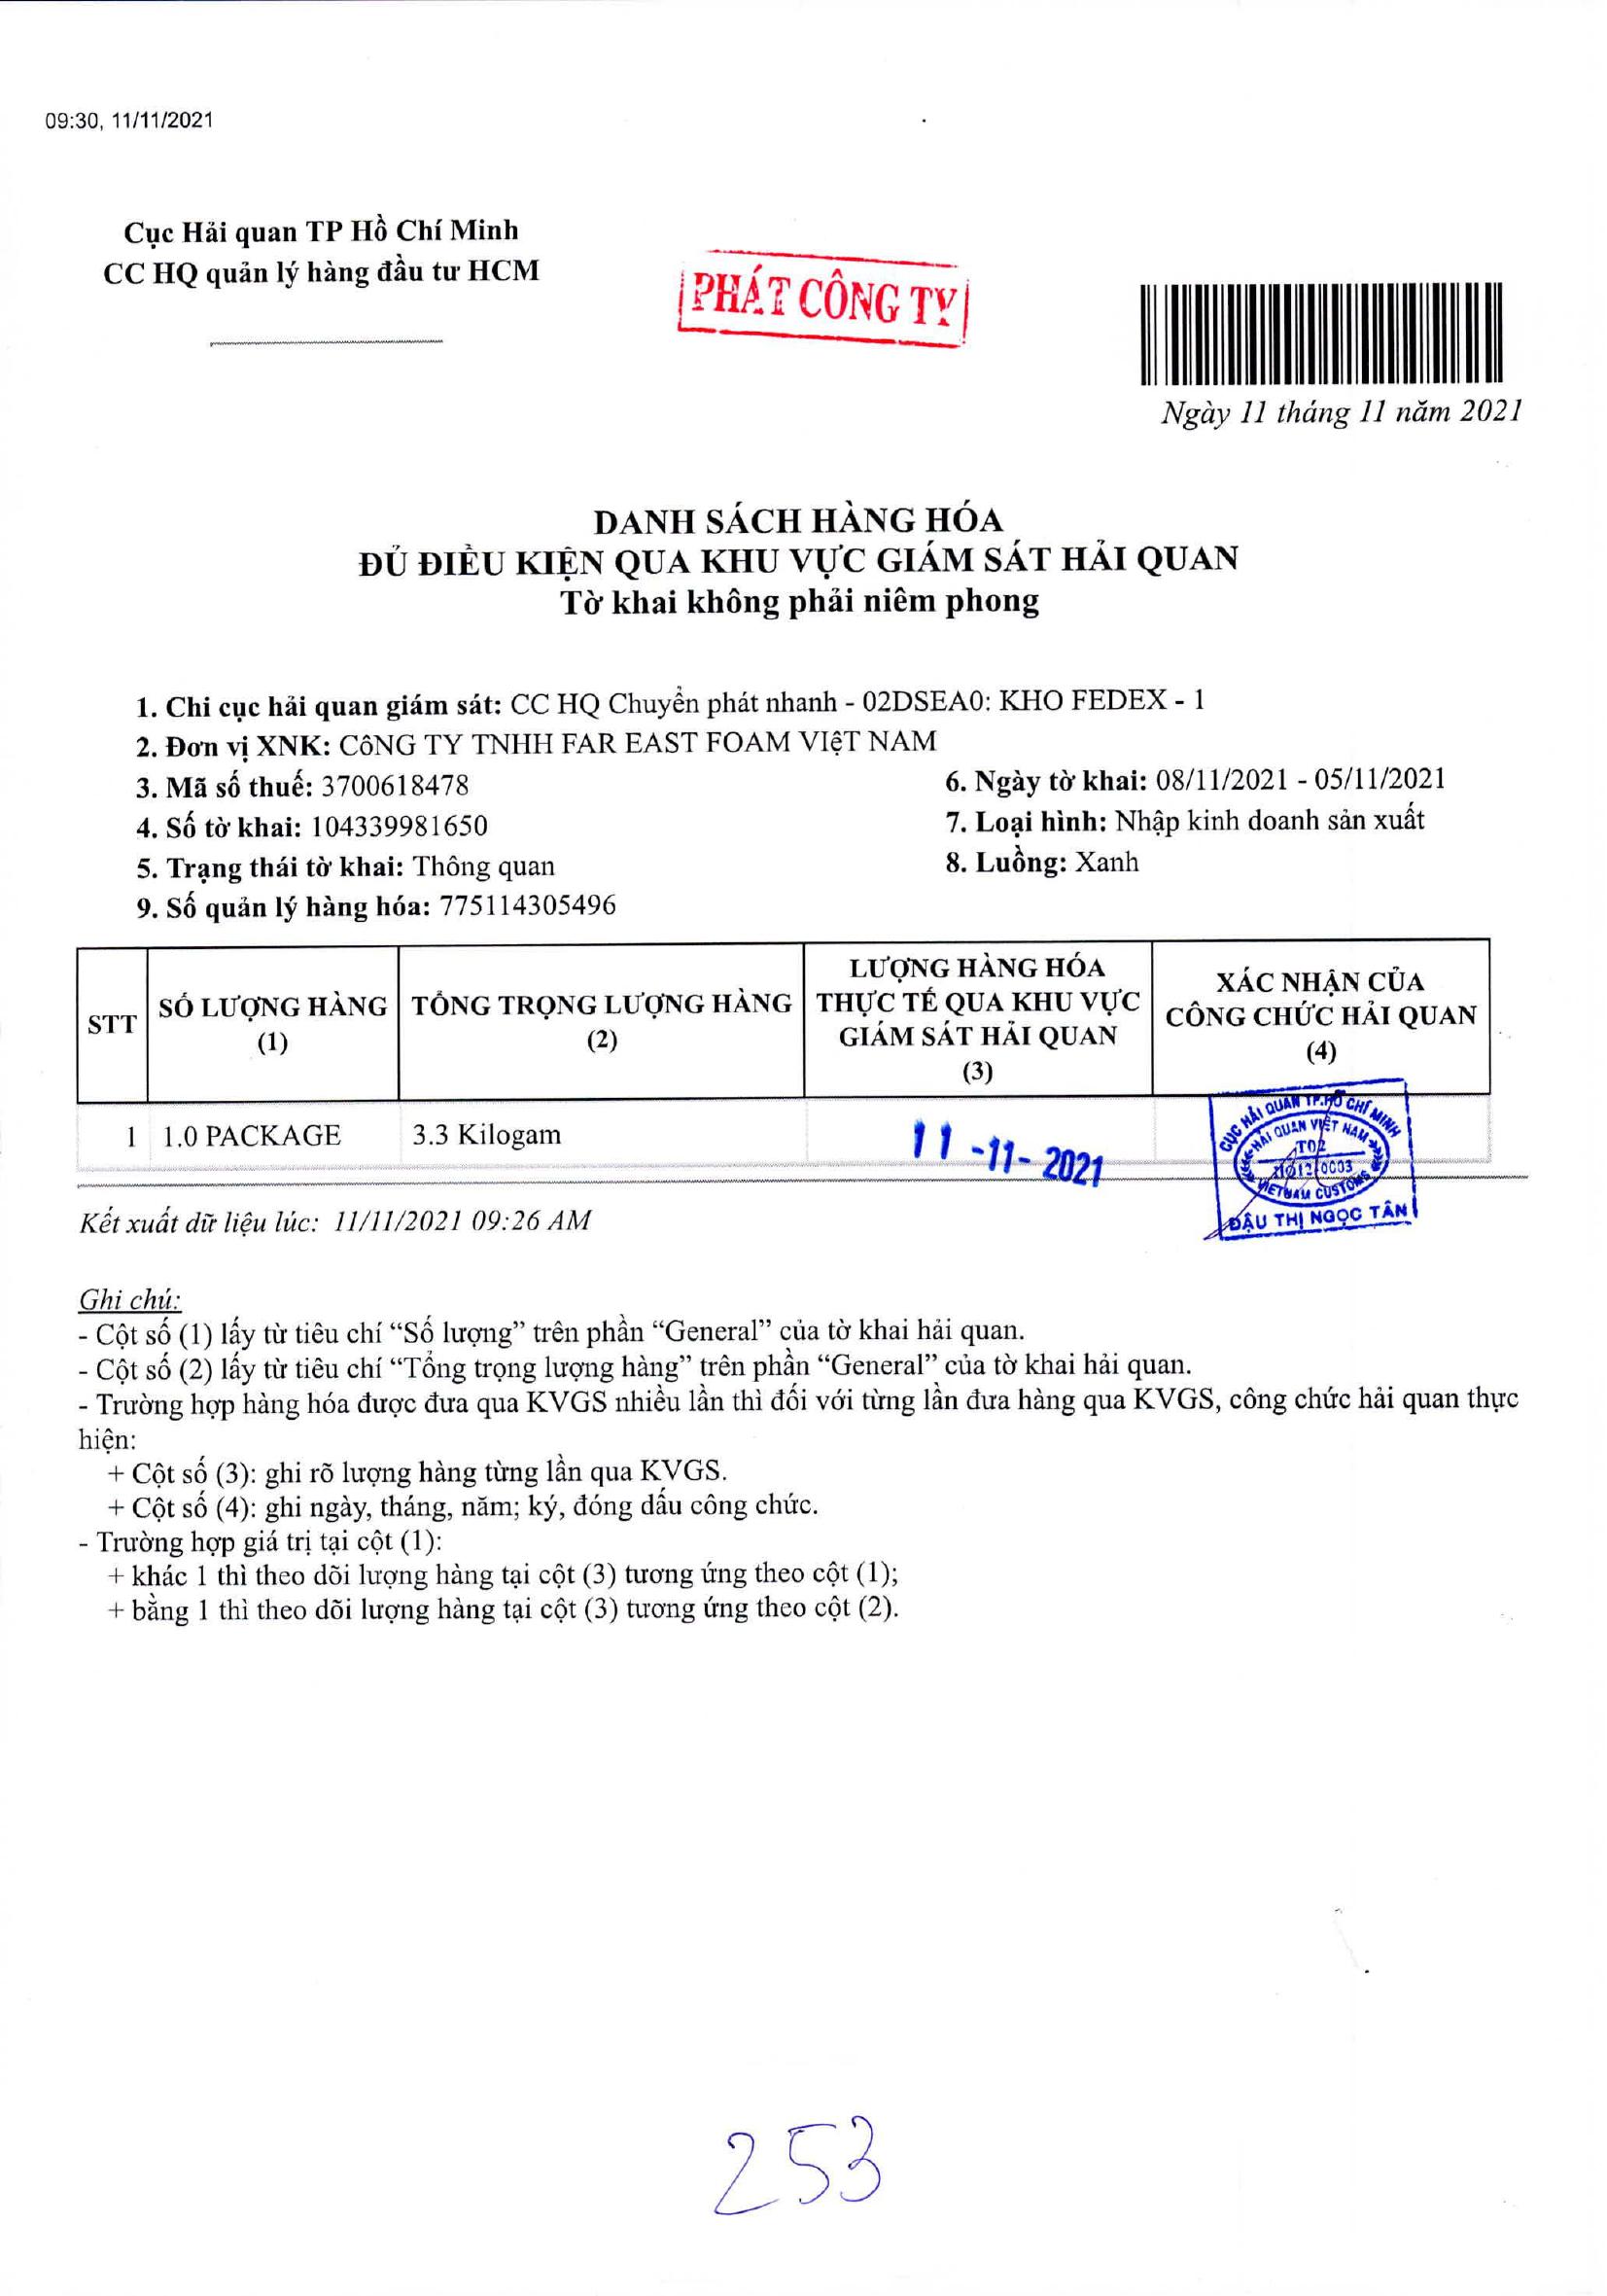 09:30, 11/11/2021
Cục Hải quan TP Hồ Chí Minh
CC HQ quản lý hàng đầu tư HCM
PHÁT CÔNG TY
Ngày 11 tháng 11 năm 2021
DANH SÁCH HÀNG HÓA
ĐỦ ĐIỀU KIỆN QUA KHU VỰC GIÁM SÁT HẢI QUAN
Tờ khai không phải niêm phong
1. Chi cục hải quan giám sát: CC HQ Chuyển phát nhanh - 02DSEA0: KHO FEDEX - 1
2. Đơn vị XNK: CôNG TY TNHH FAR EAST FOAM VIệT NAM
3. Mã số thuế: 3700618478
6. Ngày tờ khai: 08/11/2021 - 05/11/2021
4. Số tờ khai: 104339981650
7. Loại hình: Nhập kinh doanh sản xuất
5. Trạng thái tờ khai: Thông quan
8. Luồng: Xanh
9. Số quản lý hàng hóa: 775114305496
STT
SỐ LƯỢNG HÀNG
(1)
TỔNG TRỌNG LƯỢNG HÀNG
(2)
LƯỢNG HÀNG HÓA
THỰC TẾ QUA KHU VỰC
GIÁM SÁT HẢI QUAN
(3)
XÁC NHẬN CỦA
CÔNG CHỨC HẢI QUAN
(4)
1 1.0 PACKAGE 3.3 Kilogam
11 -11- 2021
CỤC HẢI QUAN TP.HỒ CHÍ MINH
HẢI QUAN VIỆT NAM
T02
VIETNAM CUSTOMS
ĐẬU THỊ NGỌC TÂN
Kết xuất dữ liệu lúc: 11/11/2021 09:26 AM
Ghi chú:
- Cột số (1) lấy từ tiêu chí “Số lượng” trên phần “General” của tờ khai hải quan.
- Cột số (2) lấy từ tiêu chí “Tổng trọng lượng hàng” trên phần “General” của tờ khai hải quan.
- Trường hợp hàng hóa được đưa qua KVGS nhiều lần thì đối với từng lần đưa hàng qua KVGS, công chức hải quan thực
hiện:
+ Cột số (3): ghi rõ lượng hàng từng lần qua KVGS.
+ Cột số (4): ghi ngày, tháng, năm; ký, đóng dấu công chức.
- Trường hợp giá trị tại cột (1):
+ khác 1 thì theo dõi lượng hàng tại cột (3) tương ứng theo cột (1);
+ bằng 1 thì theo dõi lượng hàng tại cột (3) tương ứng theo cột (2).
253